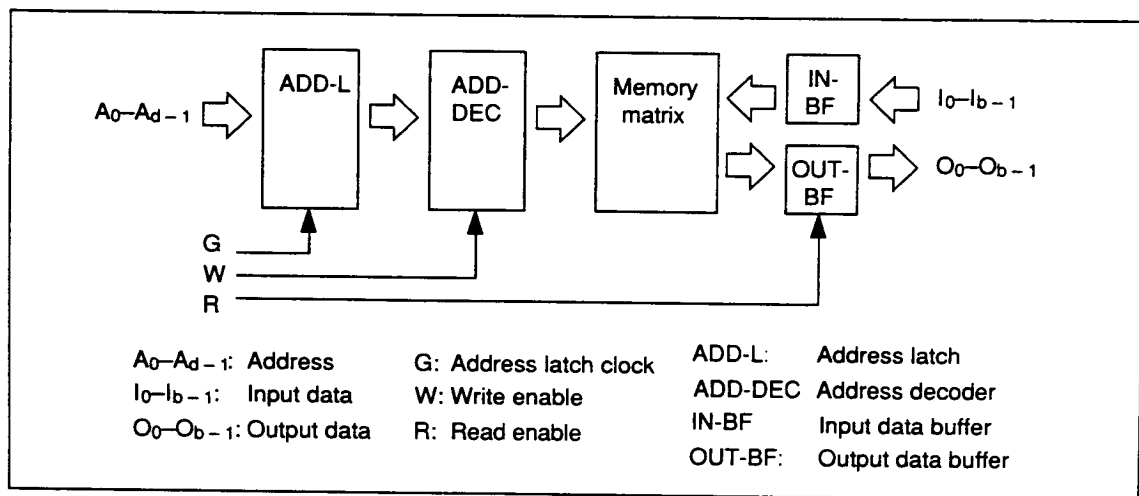 A0–Ad – 1
ADD-L
ADD-
DEC
Memory
matrix
IN-
BF
I0–Ib – 1
OUT-
BF
O0–Ob – 1
G
W
R
A0–Ad – 1: Address
I0–Ib – 1: Input data
O0–Ob – 1: Output data
G: Address latch clock
W: Write enable
R: Read enable
ADD-L: Address latch
ADD-DEC Address decoder
IN-BF Input data buffer
OUT-BF: Output data buffer